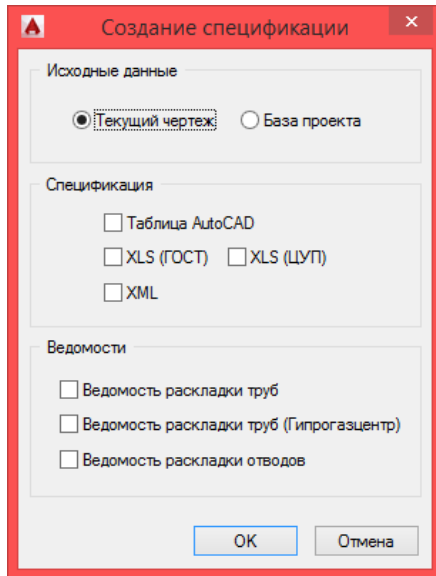 Создание спецификации
Исходные данные
Текущий чертеж База проекта
Спецификация
Таблица AutoCAD
XLS (ГОСТ) XLS (ЦУП)
XML
Ведомости
Ведомость раскладки труб
Ведомость раскладки труб (Гипрогазцентр)
Ведомость раскладки отводов
OK Отмена